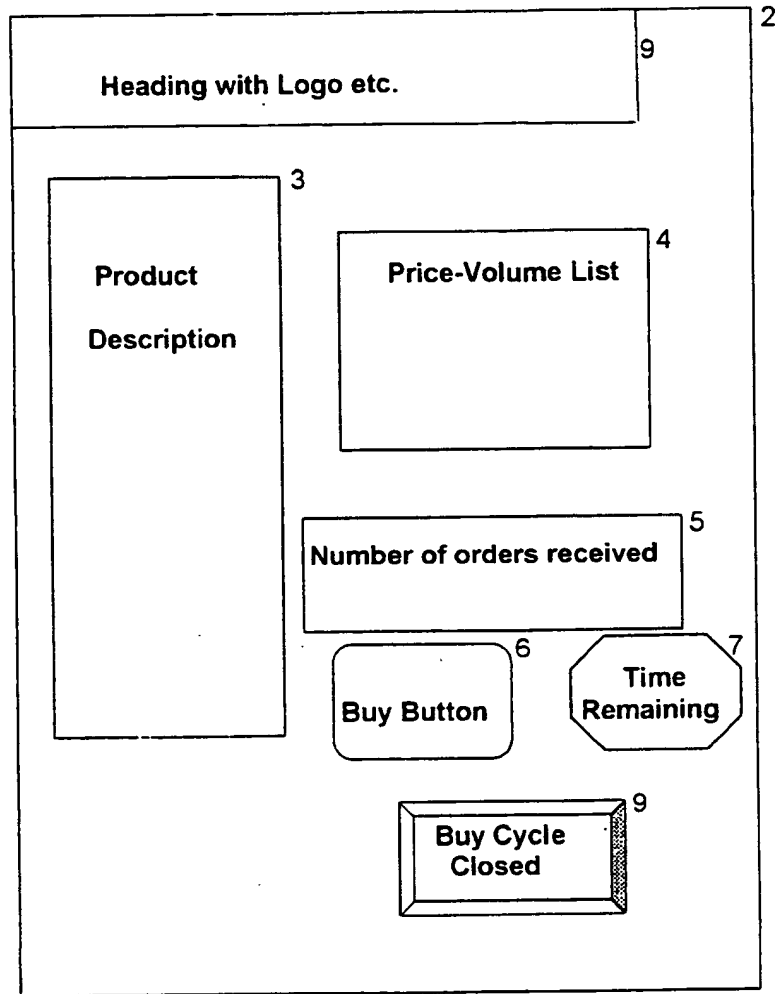 2
9
Heading with Logo etc.
3
Product
Description
4
Price-Volume List
5
Number of orders received
6
Buy Button
7
Time
Remaining
9
Buy Cycle
Closed